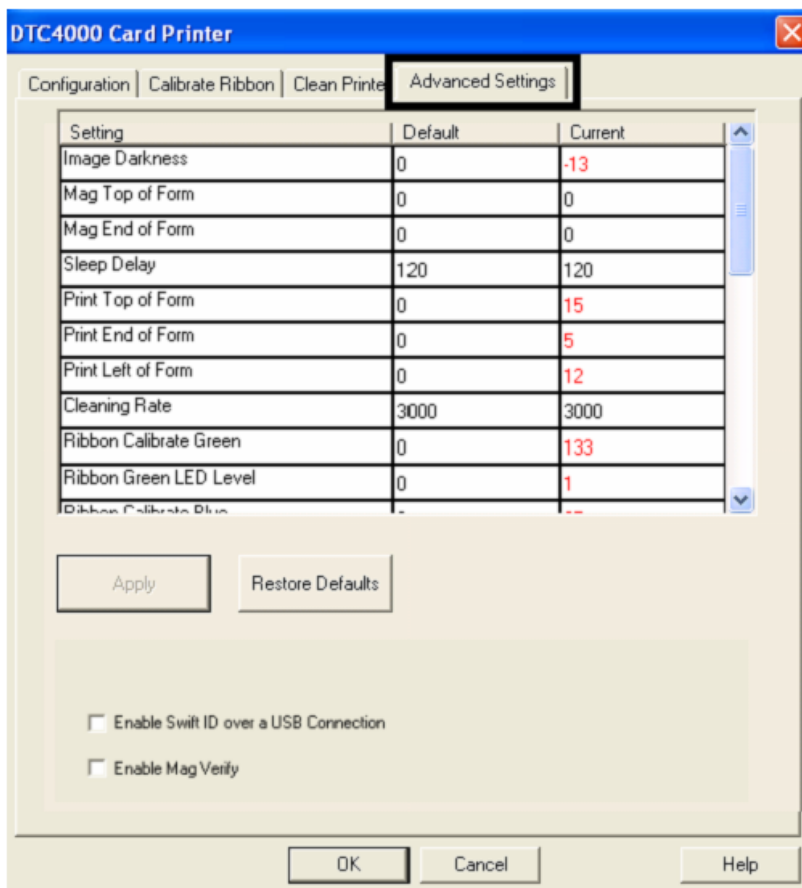 DTC4000 Card Printer
Configuration Calibrate Ribbon Clean Printe Advanced Settings
Setting Default Current
Image Darkness 0 -13
Mag Top of Form 0 0
Mag End of Form 0 0
Sleep Delay 120 120
Print Top of Form 0 15
Print End of Form 0 5
Print Left of Form 0 12
Cleaning Rate 3000 3000
Ribbon Calibrate Green 0 133
Ribbon Green LED Level 0 1
Ribbon Calibrate Blue
Apply Restore Defaults
Enable Swift ID over a USB Connection
Enable Mag Verify
OK Cancel Help